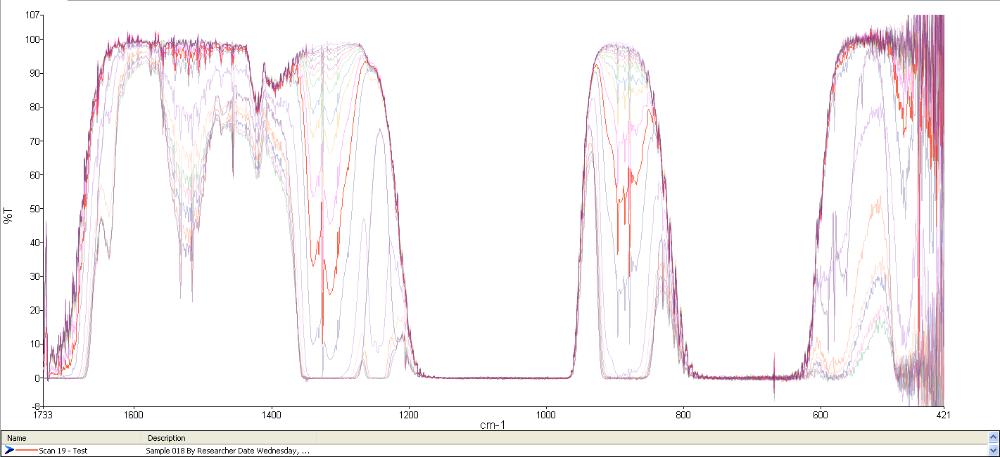 107
100
90
80
70
60
50
40
30
20
10
0
-8
%T
1733 1600 1400 1200 1000 800 600 421
cm-1
Name Description
Scan 19 - Test Sample 018 By Researcher Date Wednesday, ...